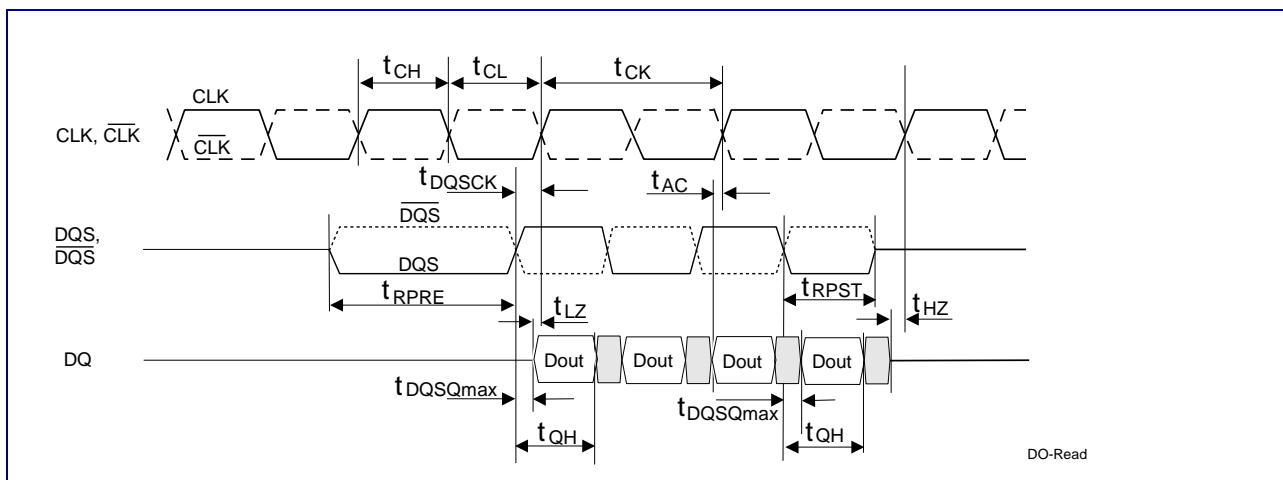 tCH tCL tCK
CLK
CLK, CLK
CLK
tDQSCK tAC
DQS
DQS,
DQS
DQS
tRPRE tRPST
tLZ tHZ
DQ
Dout Dout Dout Dout
tDQSQmax tDQSQmax
tQH tQH
DO-Read